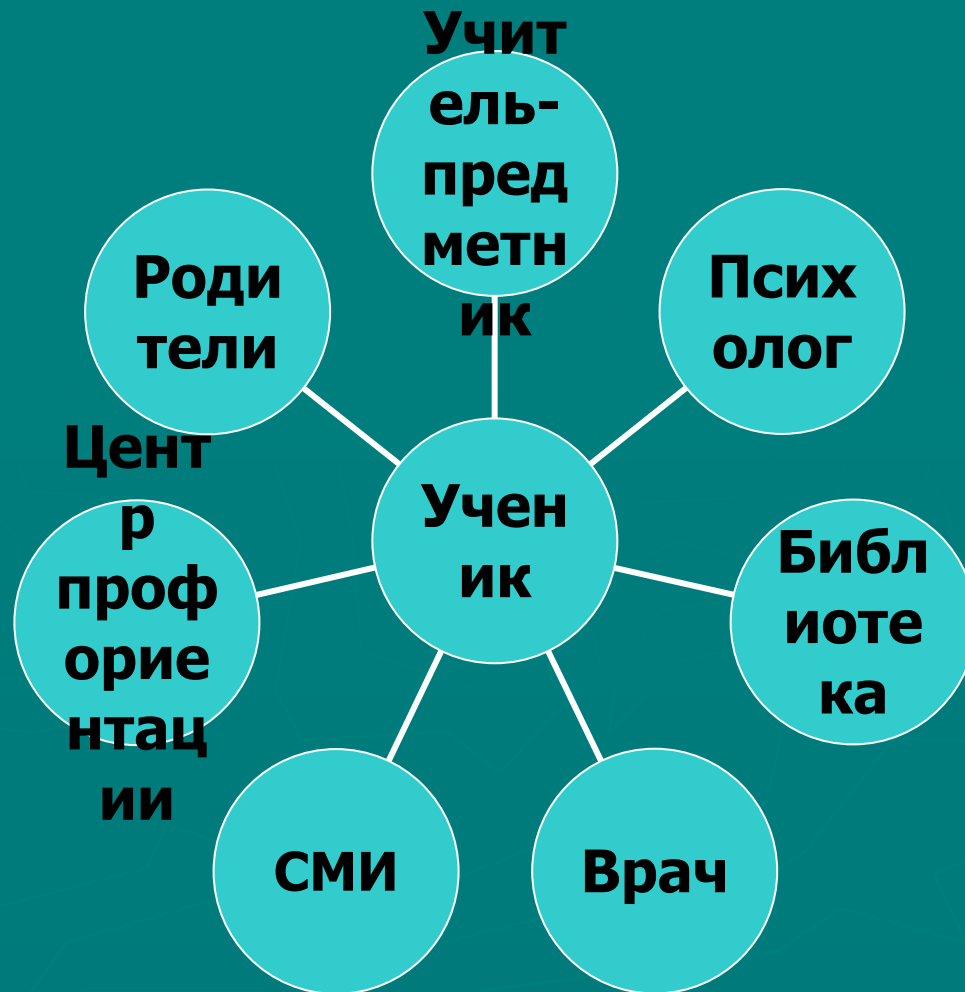 Учит
ель-
пред
метн
ик
Псих
олог
Библ
иоте
ка
Врач
СМИ
Цент
р
проф
орие
нтац
ии
Роди
тели
Учен
ик